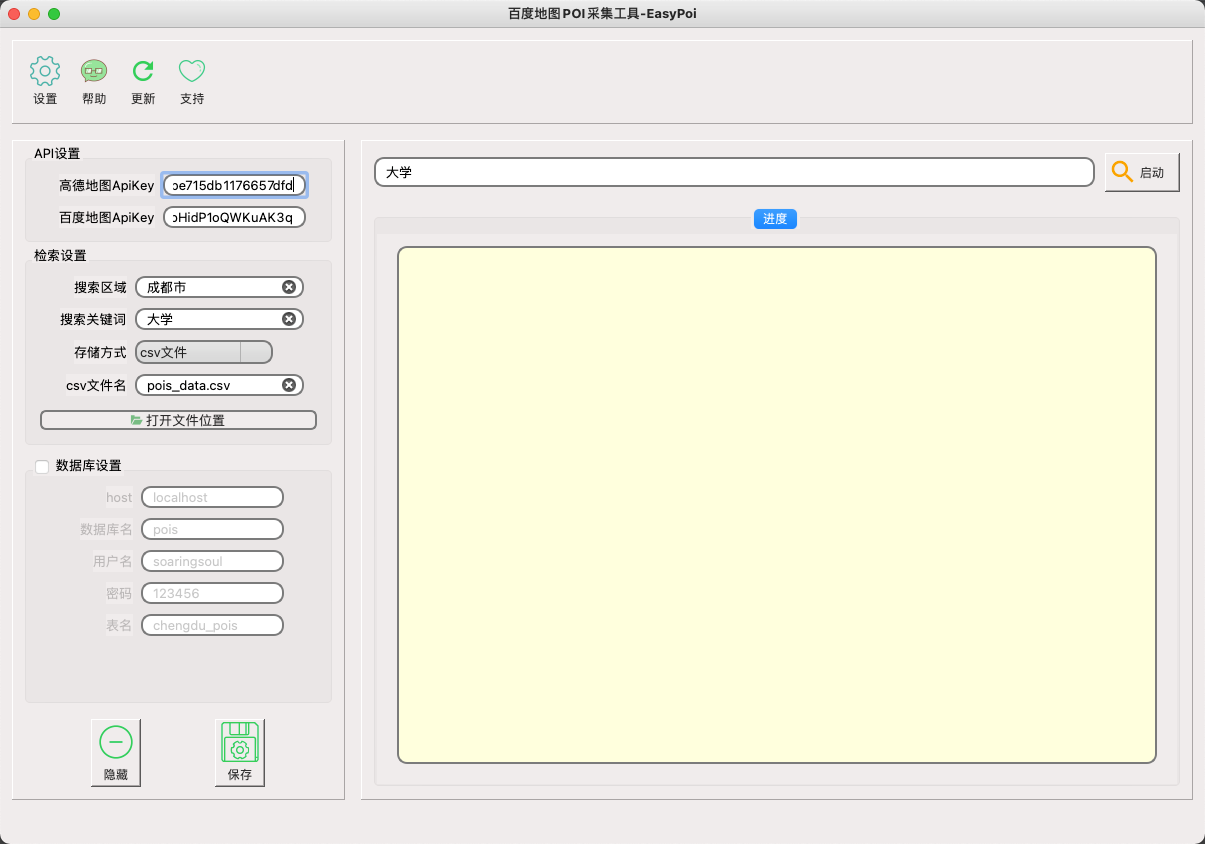 百度地图POI采集工具-EasyPoi
设置 帮助 更新 支持
API设置
高德地图ApiKey be715db1176657dfd
百度地图ApiKey oHidP1oQWKuAK3q
检索设置
搜索区域 成都市
搜索关键词 大学
存储方式 csv文件
csv文件名 pois_data.csv
打开文件位置
数据库设置
host localhost
数据库名 pois
用户名 soaringsoul
密码 123456
表名 chengdu_pois
隐藏 保存
大学 启动
进度